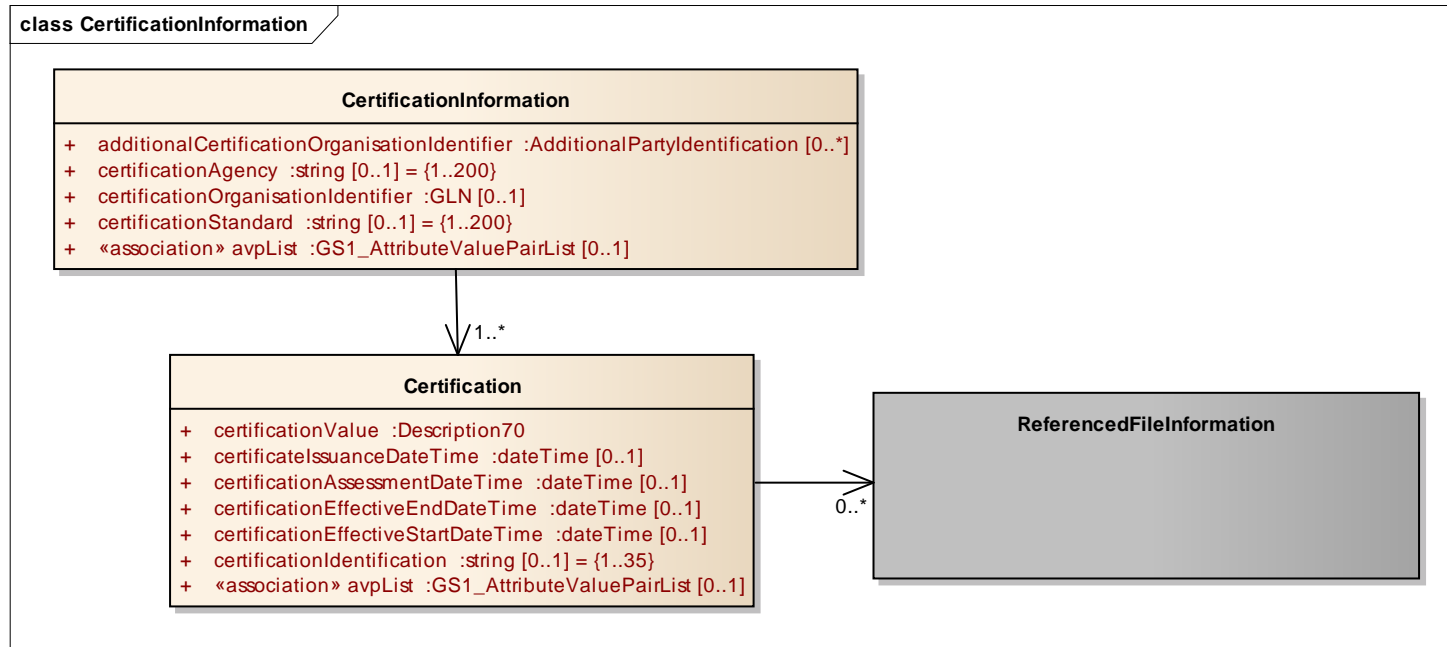 class CertificationInformation
CertificationInformation
+ additionalCertificationOrganisationIdentifier :AdditionalPartyIdentification [0..*]
+ certificationAgency :string [0..1] = {1..200}
+ certificationOrganisationIdentifier :GLN [0..1]
+ certificationStandard :string [0..1] = {1..200}
+ «association» avpList :GS1_AttributeValuePairList [0..1]
1..*
Certification
+ certificationValue :Description70
+ certificateIssuanceDateTime :dateTime [0..1]
+ certificationAssessmentDateTime :dateTime [0..1]
+ certificationEffectiveEndDateTime :dateTime [0..1]
+ certificationEffectiveStartDateTime :dateTime [0..1]
+ certificationIdentification :string [0..1] = {1..35}
+ «association» avpList :GS1_AttributeValuePairList [0..1]
0..*
ReferencedFileInformation